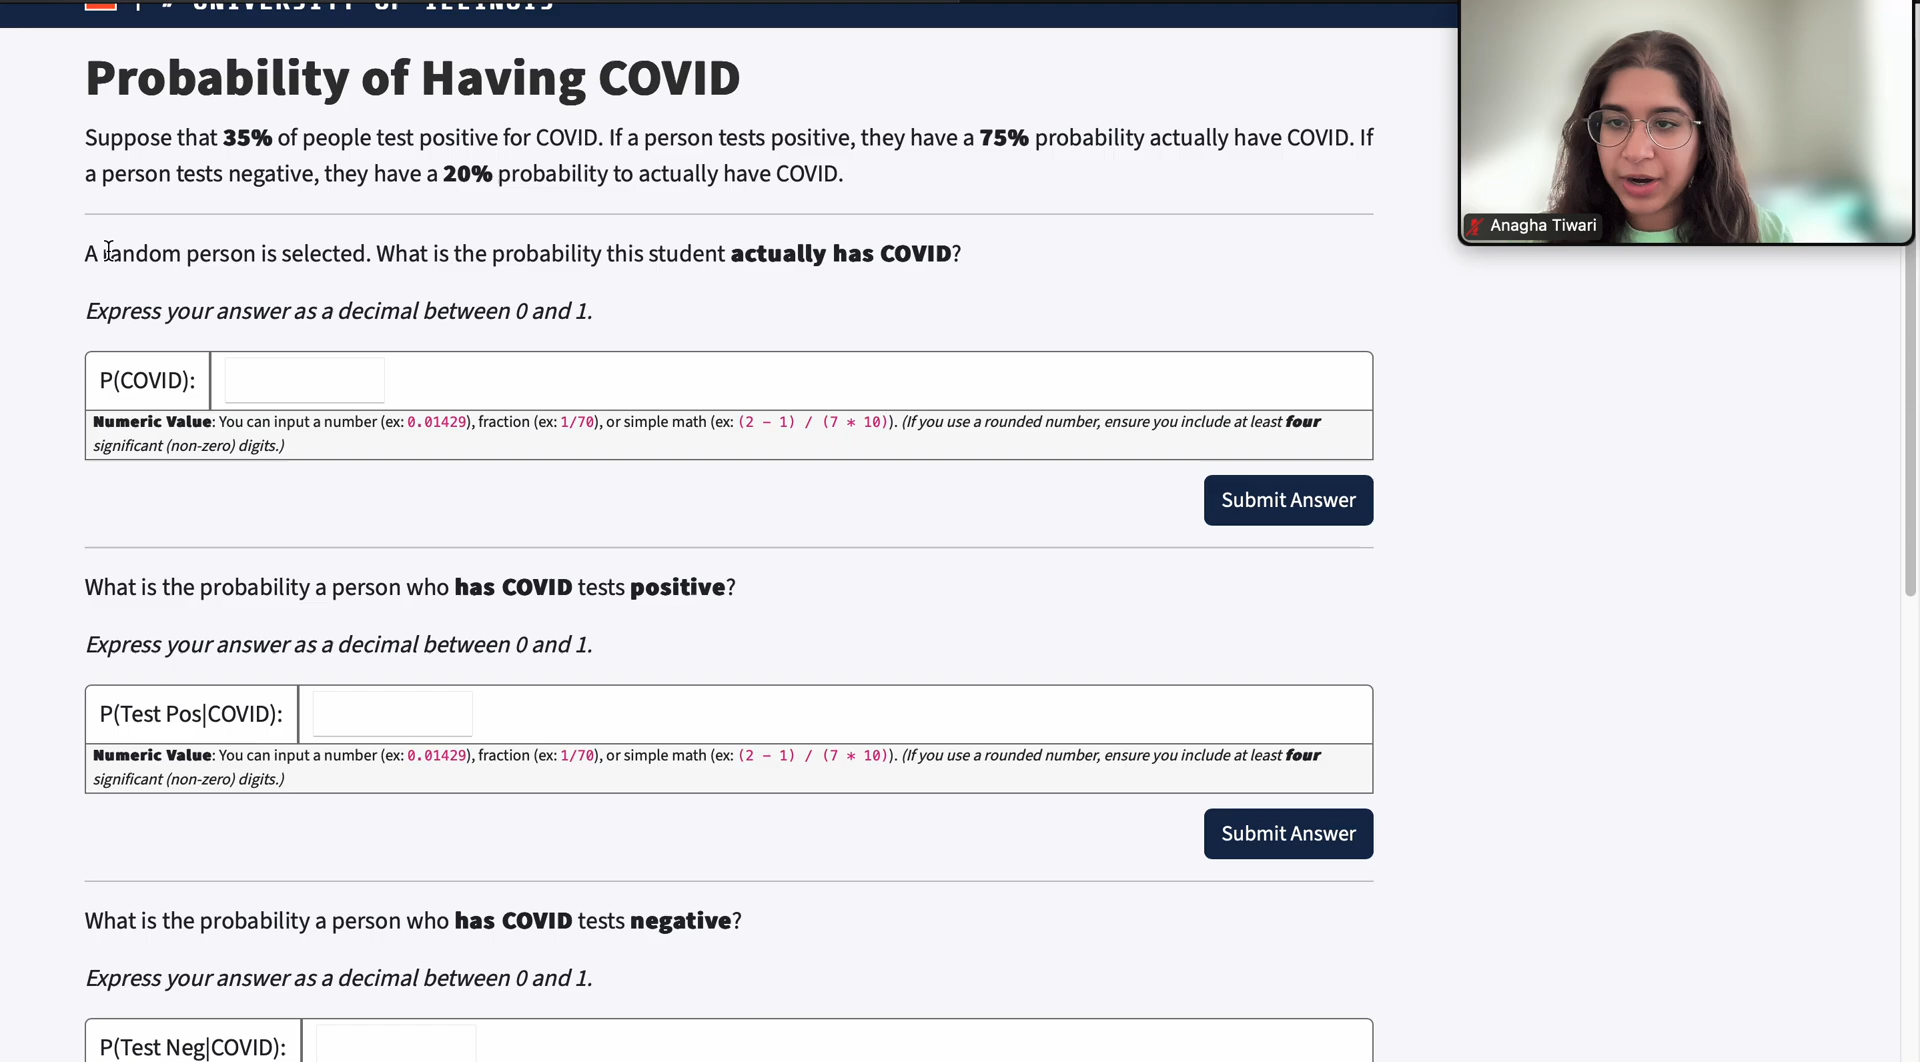 UNIVERSITY OF ILLINOIS
Probability of Having COVID
Suppose that 35% of people test positive for COVID. If a person tests positive, they have a 75% probability actually have COVID. If
a person tests negative, they have a 20% probability to actually have COVID.
Anagha Tiwari
A random person is selected. What is the probability this student actually has COVID?
Express your answer as a decimal between 0 and 1.
P(COVID):
Numeric Value: You can input a number (ex: 0.01429), fraction (ex: 1/70), or simple math (ex: (2 - 1) / (7 * 10)). (If you use a rounded number, ensure you include at least four
significant (non-zero) digits.)
Submit Answer
What is the probability a person who has COVID tests positive?
Express your answer as a decimal between 0 and 1.
P(Test Pos|COVID):
Numeric Value: You can input a number (ex: 0.01429), fraction (ex: 1/70), or simple math (ex: (2 - 1) / (7 * 10)). (If you use a rounded number, ensure you include at least four
significant (non-zero) digits.)
Submit Answer
What is the probability a person who has COVID tests negative?
Express your answer as a decimal between 0 and 1.
P(Test Neg|COVID):